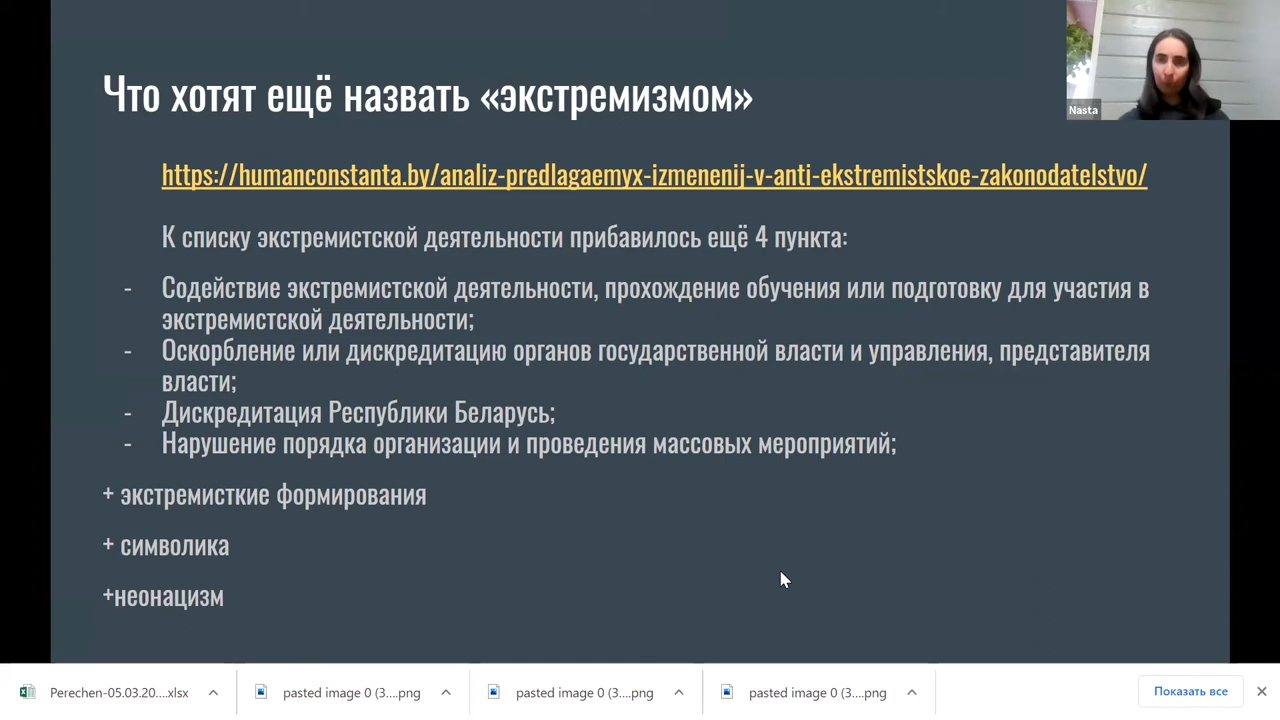 Что хотят ещё назвать «экстремизмом»
Nasta
https://humanconstanta.by/analiz-predlagaemyx-izmenenij-v-anti-ekstremistskoe-zakonodatelstvo/
К списку экстремистской деятельности прибавилось ещё 4 пункта:
- Содействие экстремистской деятельности, прохождение обучения или подготовку для участия в
экстремистской деятельности;
- Оскорбление или дискредитацию органов государственной власти и управления, представителя
власти;
- Дискредитация Республики Беларусь;
- Нарушение порядка организации и проведения массовых мероприятий;
+ экстремисткие формирования
+ символика
+неонацизм
Perechen-05.03.20....xlsx
pasted image 0 (3....png
pasted image 0 (3....png
pasted image 0 (3....png
Показать все